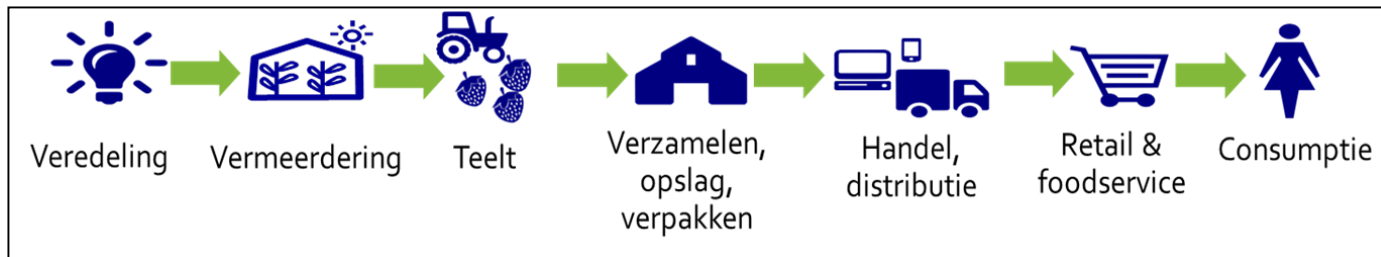 Veredeling
Vermeerdering
Teelt
Verzamelen,
opslag,
verpakken
Handel,
distributie
Retail &
foodservice
Consumptie